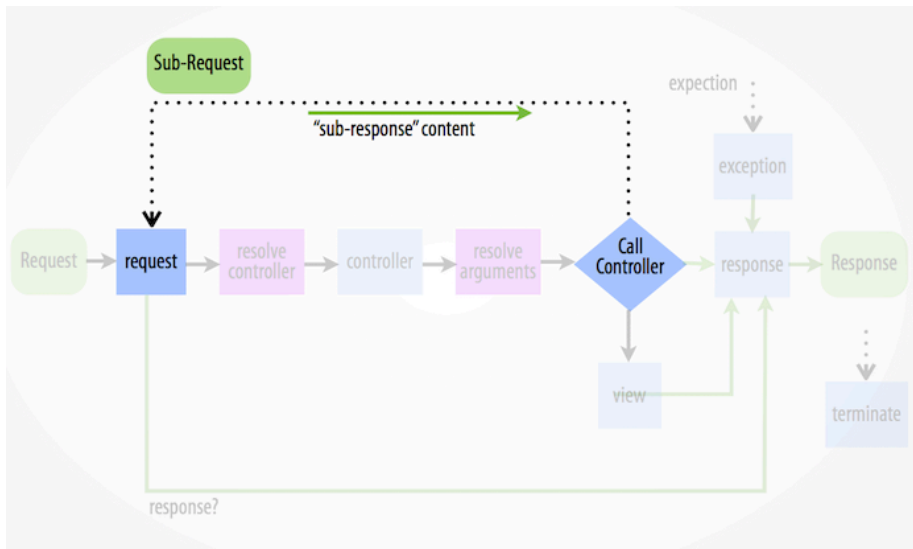 Sub-Request
expection
"sub-response" content
exception
Request
request
resolve
controller
controller
resolve
arguments
Call
Controller
response
Response
view
terminate
response?